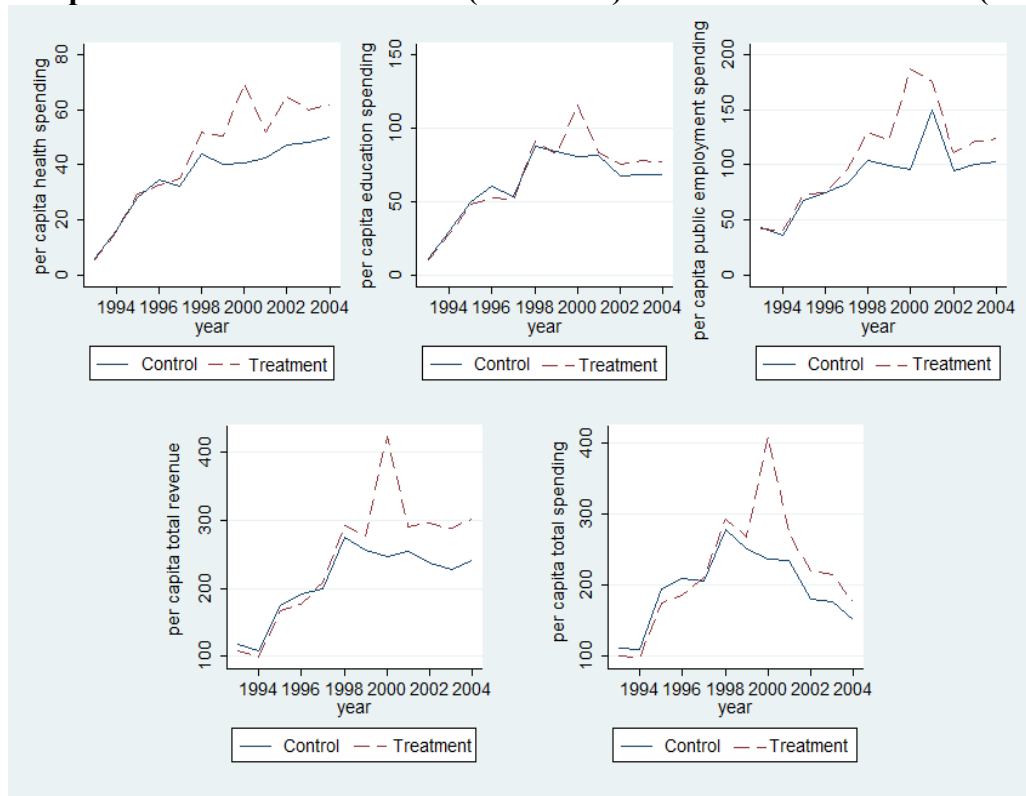 per capita health spending
0 20 40 60 80
1994 1996 1998 2000 2002 2004
year
Control Treatment
per capita education spending
0 50 100 150
1994 1996 1998 2000 2002 2004
year
Control Treatment
per capita public employment spending
0 50 100 150 200
1994 1996 1998 2000 2002 2004
year
Control Treatment
per capita total revenue
100 200 300 400
1994 1996 1998 2000 2002 2004
year
Control Treatment
per capita total spending
100 200 300 400
1994 1996 1998 2000 2002 2004
year
Control Treatment